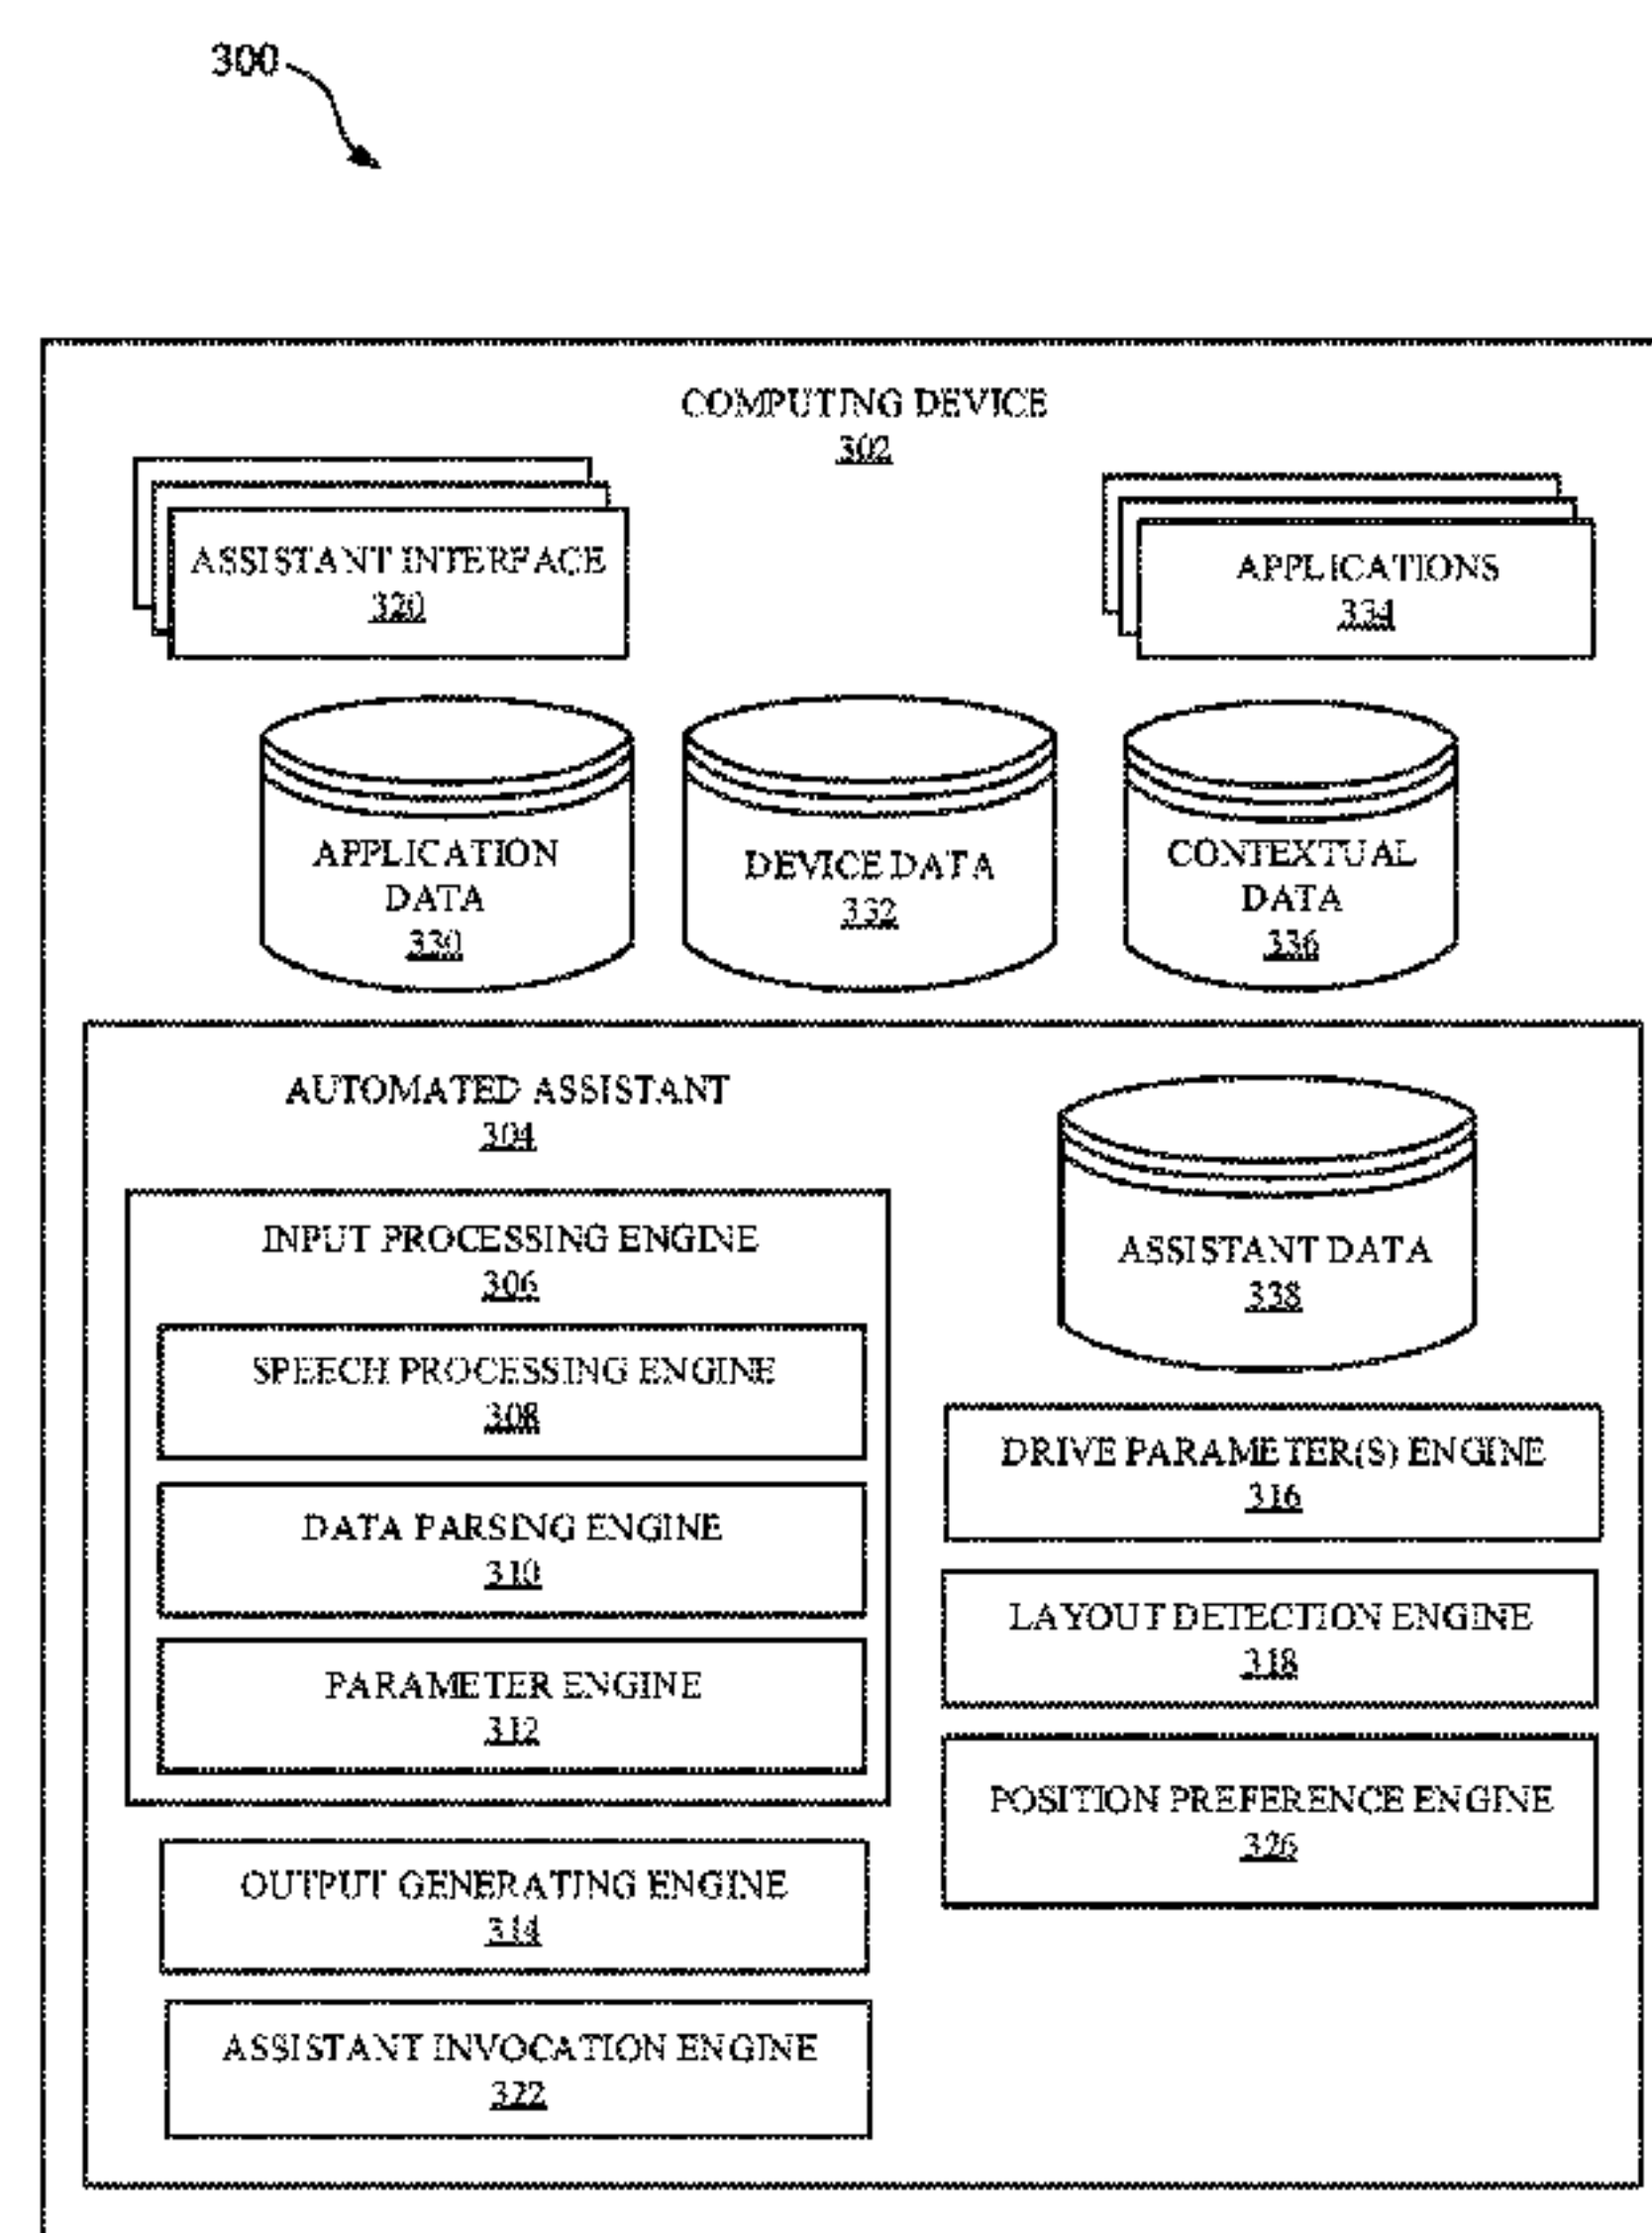 300
COMPUTING DEVICE
302
ASSISTANT INTERFACE
320
APPLICATIONS
334
APPLICATION
DATA
330
DEVICE DATA
332
CONTEXTUAL
DATA
336
AUTOMATED ASSISTANT
304
INPUT PROCESSING ENGINE
306
SPEECH PROCESSING ENGINE
308
DATA PARSING ENGINE
310
PARAMETER ENGINE
312
OUTPUT GENERATING ENGINE
314
ASSISTANT INVOCATION ENGINE
322
ASSISTANT DATA
338
DRIVE PARAMETER(S) ENGINE
316
LAYOUT DETECTION ENGINE
318
POSITION PREFERENCE ENGINE
326